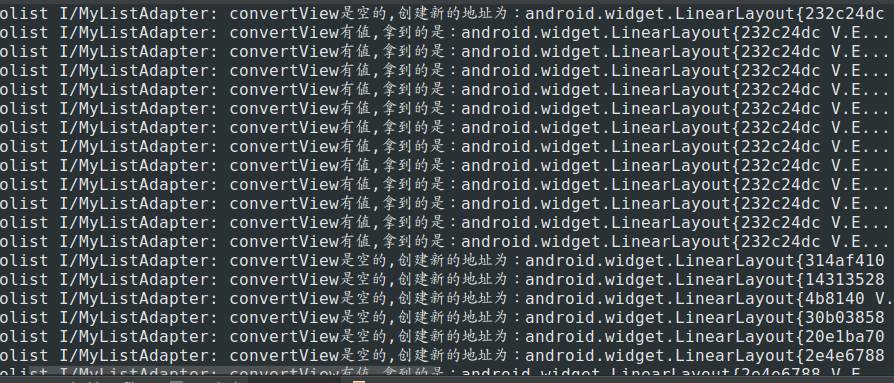 olist I/MyListAdapter: convertView是空的,创建新的地址为：android.widget.LinearLayout{232c24dc
olist I/MyListAdapter: convertView有值,拿到的是：android.widget.LinearLayout{232c24dc V.E...
olist I/MyListAdapter: convertView有值,拿到的是：android.widget.LinearLayout{232c24dc V.E...
olist I/MyListAdapter: convertView有值,拿到的是：android.widget.LinearLayout{232c24dc V.E...
olist I/MyListAdapter: convertView有值,拿到的是：android.widget.LinearLayout{232c24dc V.E...
olist I/MyListAdapter: convertView有值,拿到的是：android.widget.LinearLayout{232c24dc V.E...
olist I/MyListAdapter: convertView有值,拿到的是：android.widget.LinearLayout{232c24dc V.E...
olist I/MyListAdapter: convertView有值,拿到的是：android.widget.LinearLayout{232c24dc V.E...
olist I/MyListAdapter: convertView有值,拿到的是：android.widget.LinearLayout{232c24dc V.E...
olist I/MyListAdapter: convertView有值,拿到的是：android.widget.LinearLayout{232c24dc V.E...
olist I/MyListAdapter: convertView有值,拿到的是：android.widget.LinearLayout{232c24dc V.E...
olist I/MyListAdapter: convertView有值,拿到的是：android.widget.LinearLayout{232c24dc V.E...
olist I/MyListAdapter: convertView有值,拿到的是：android.widget.LinearLayout{232c24dc V.E...
olist I/MyListAdapter: convertView是空的,创建新的地址为：android.widget.LinearLayout{314af410
olist I/MyListAdapter: convertView是空的,创建新的地址为：android.widget.LinearLayout{14313528
olist I/MyListAdapter: convertView是空的,创建新的地址为：android.widget.LinearLayout{4b8140 V.
olist I/MyListAdapter: convertView是空的,创建新的地址为：android.widget.LinearLayout{30b03858
olist I/MyListAdapter: convertView是空的,创建新的地址为：android.widget.LinearLayout{20e1ba70
olist I/MyListAdapter: convertView是空的,创建新的地址为：android.widget.LinearLayout{2e4e6788
olist I/MyListAdapter: convertView有值,拿到的是：android.widget.LinearLayout{2e4e6788 V.E...